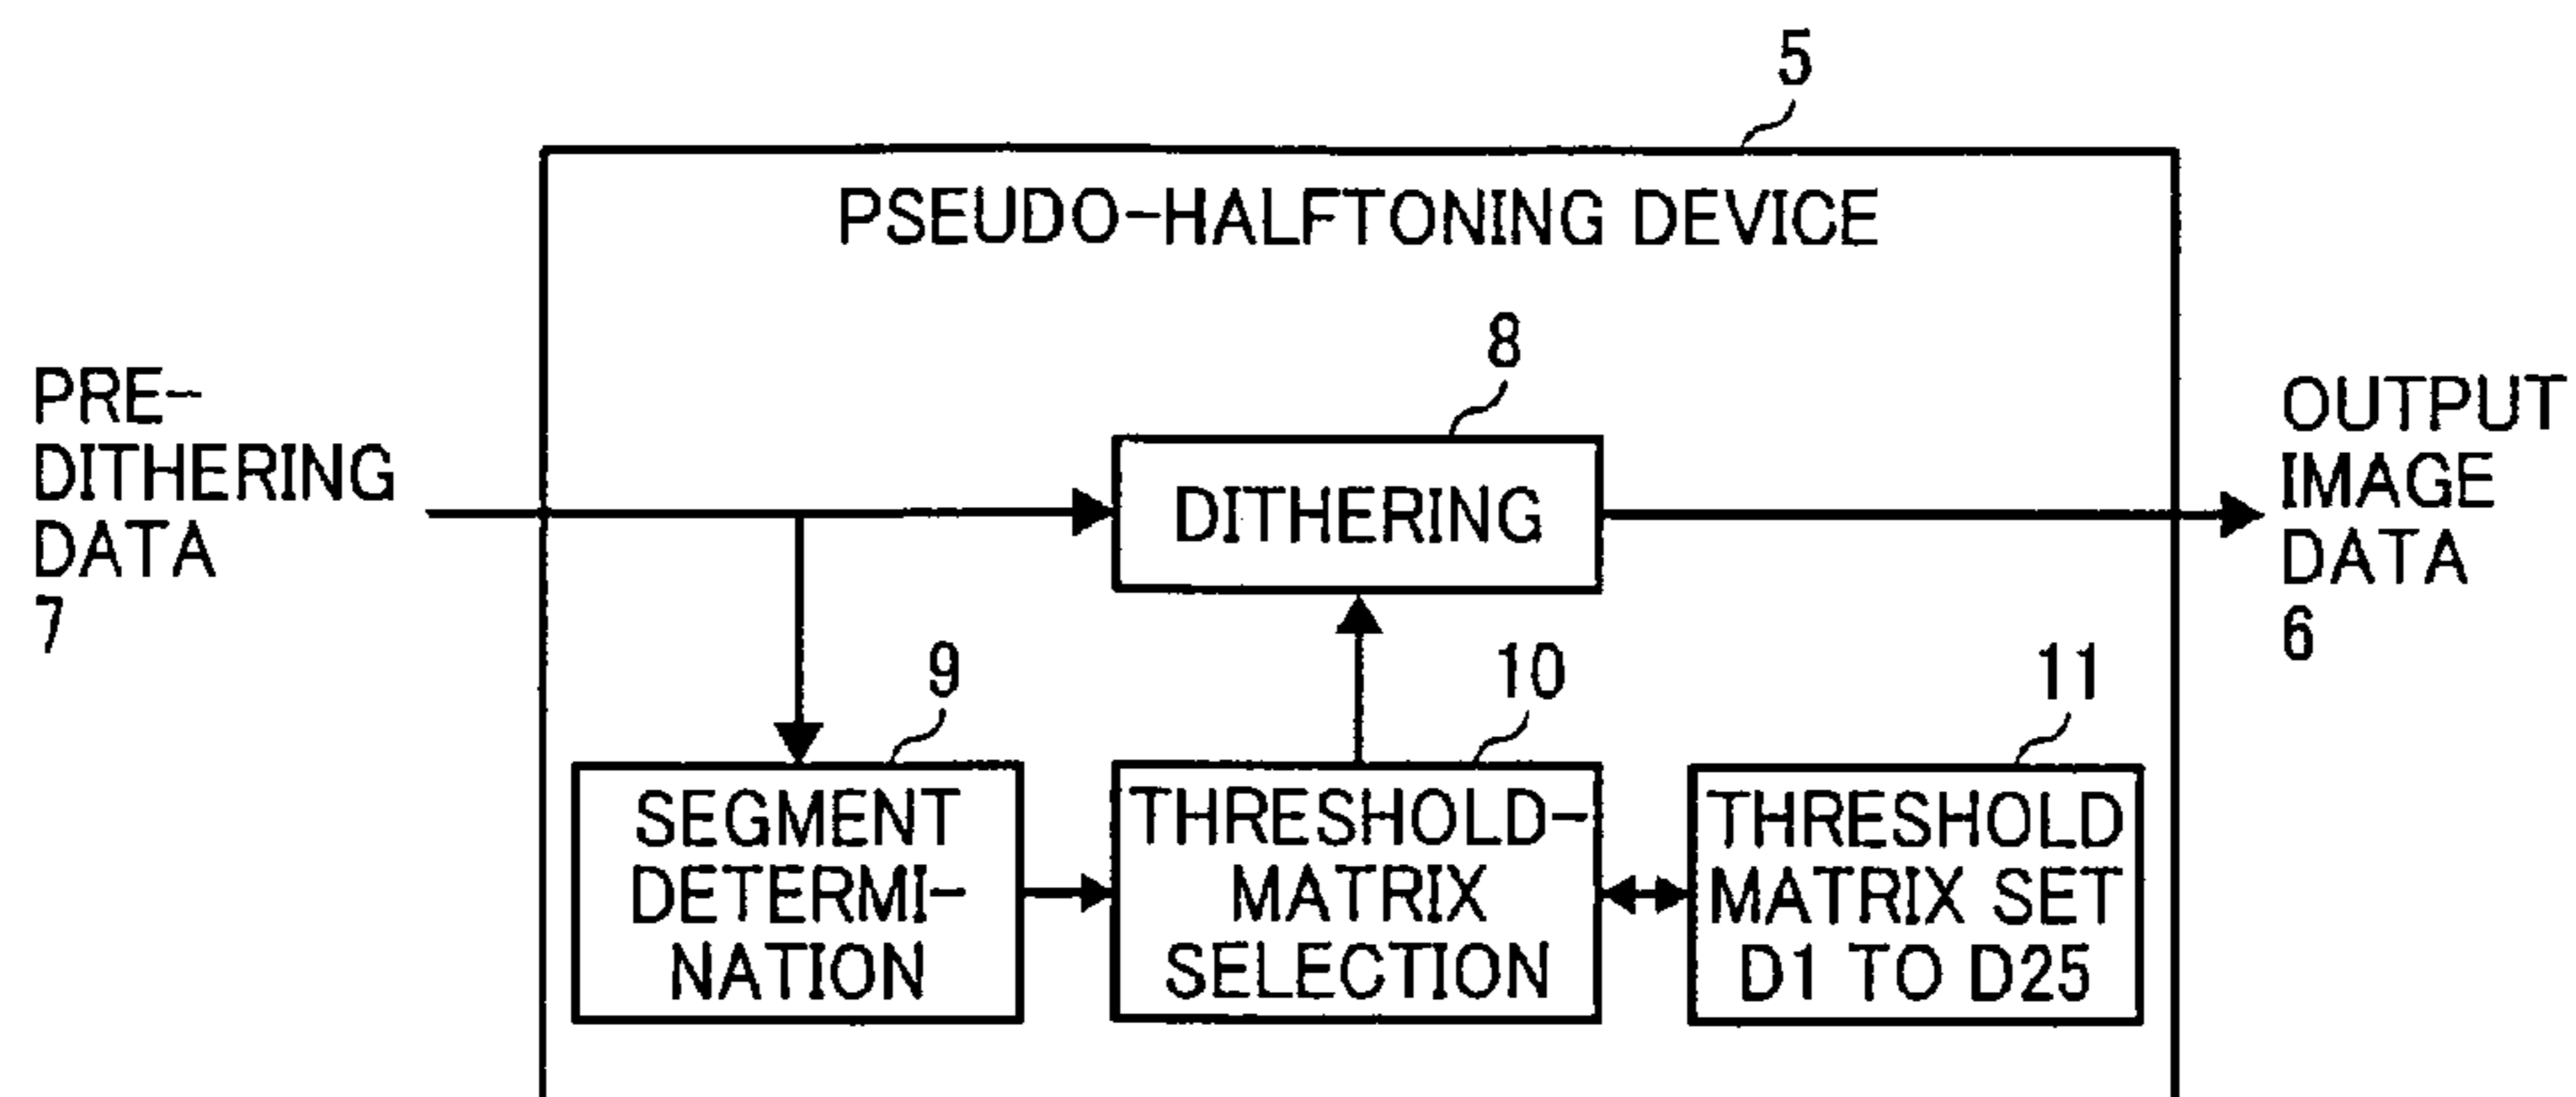 5
PSEUDO-HALFTONING DEVICE
PRE-
DITHERING
DATA
7
8
DITHERING
OUTPUT
IMAGE
DATA
6
9
SEGMENT
DETERMI-
NATION
10
THRESHOLD-
MATRIX
SELECTION
11
THRESHOLD
MATRIX SET
D1 TO D25